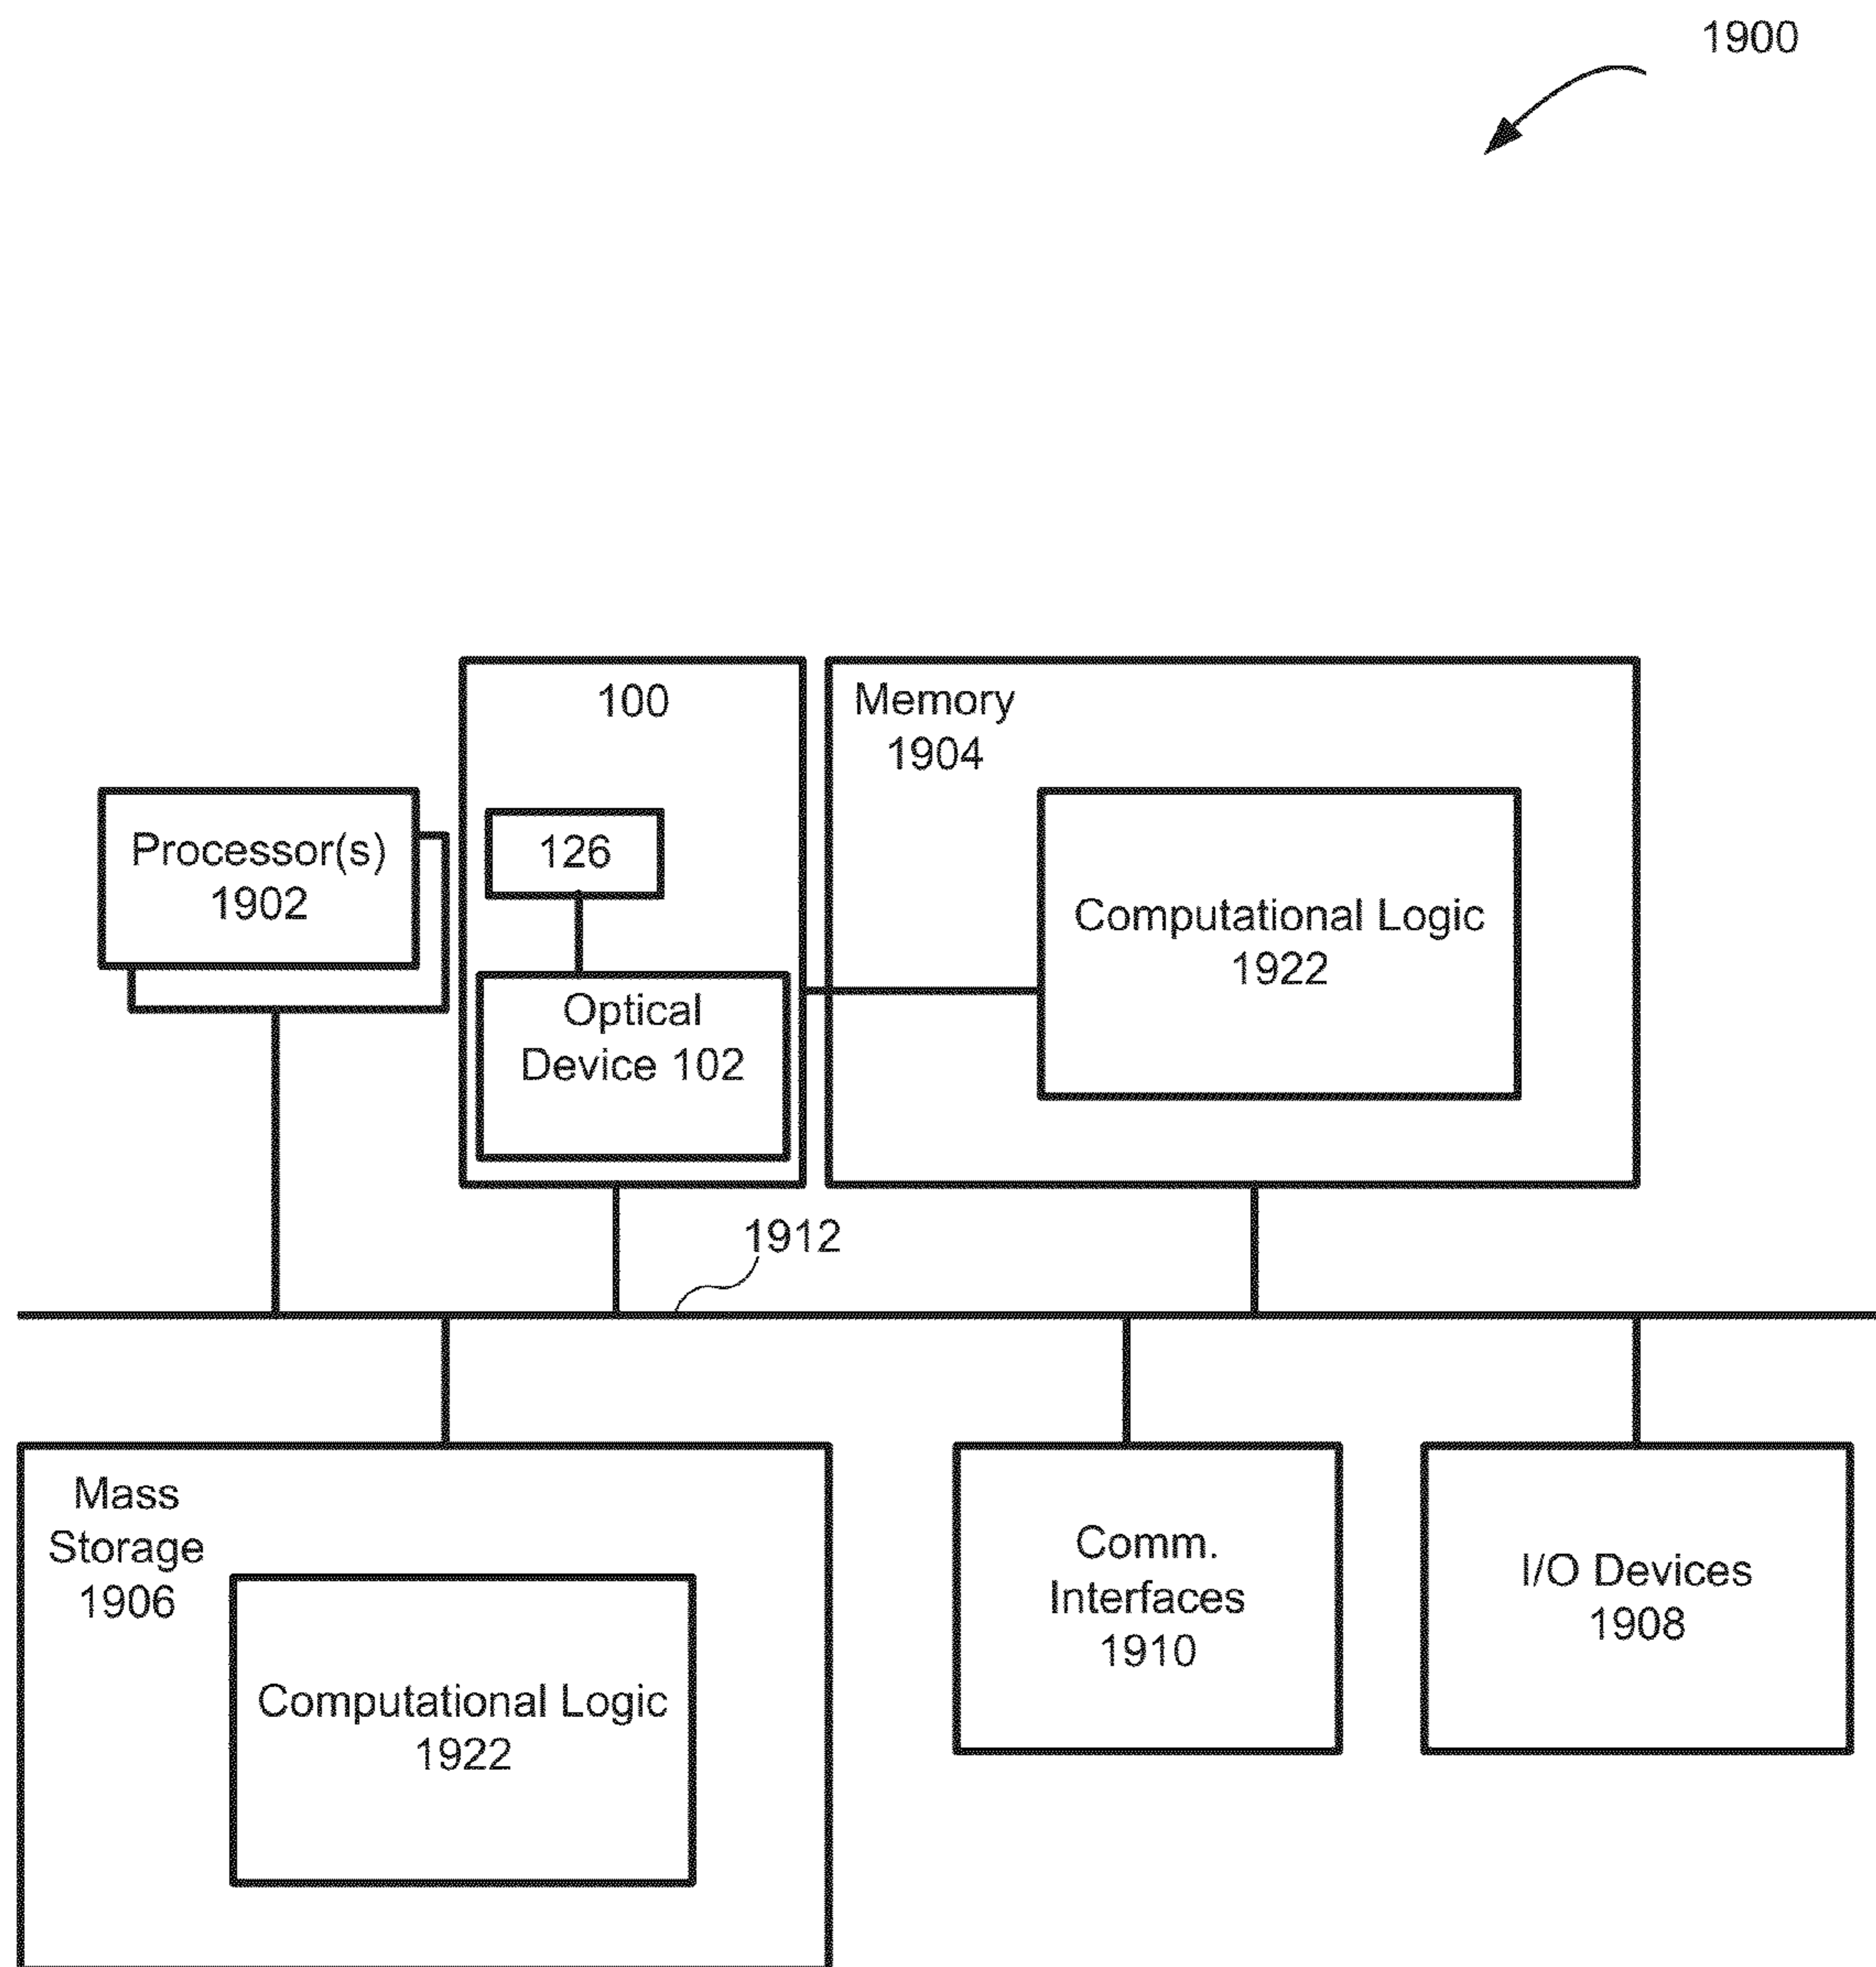 1900
100
Memory
1904
126
Processor(s)
1902
Computational Logic
1922
Optical
Device 102
1912
Mass
Storage
1906
Comm.
Interfaces
1910
I/O Devices
1908
Computational Logic
1922